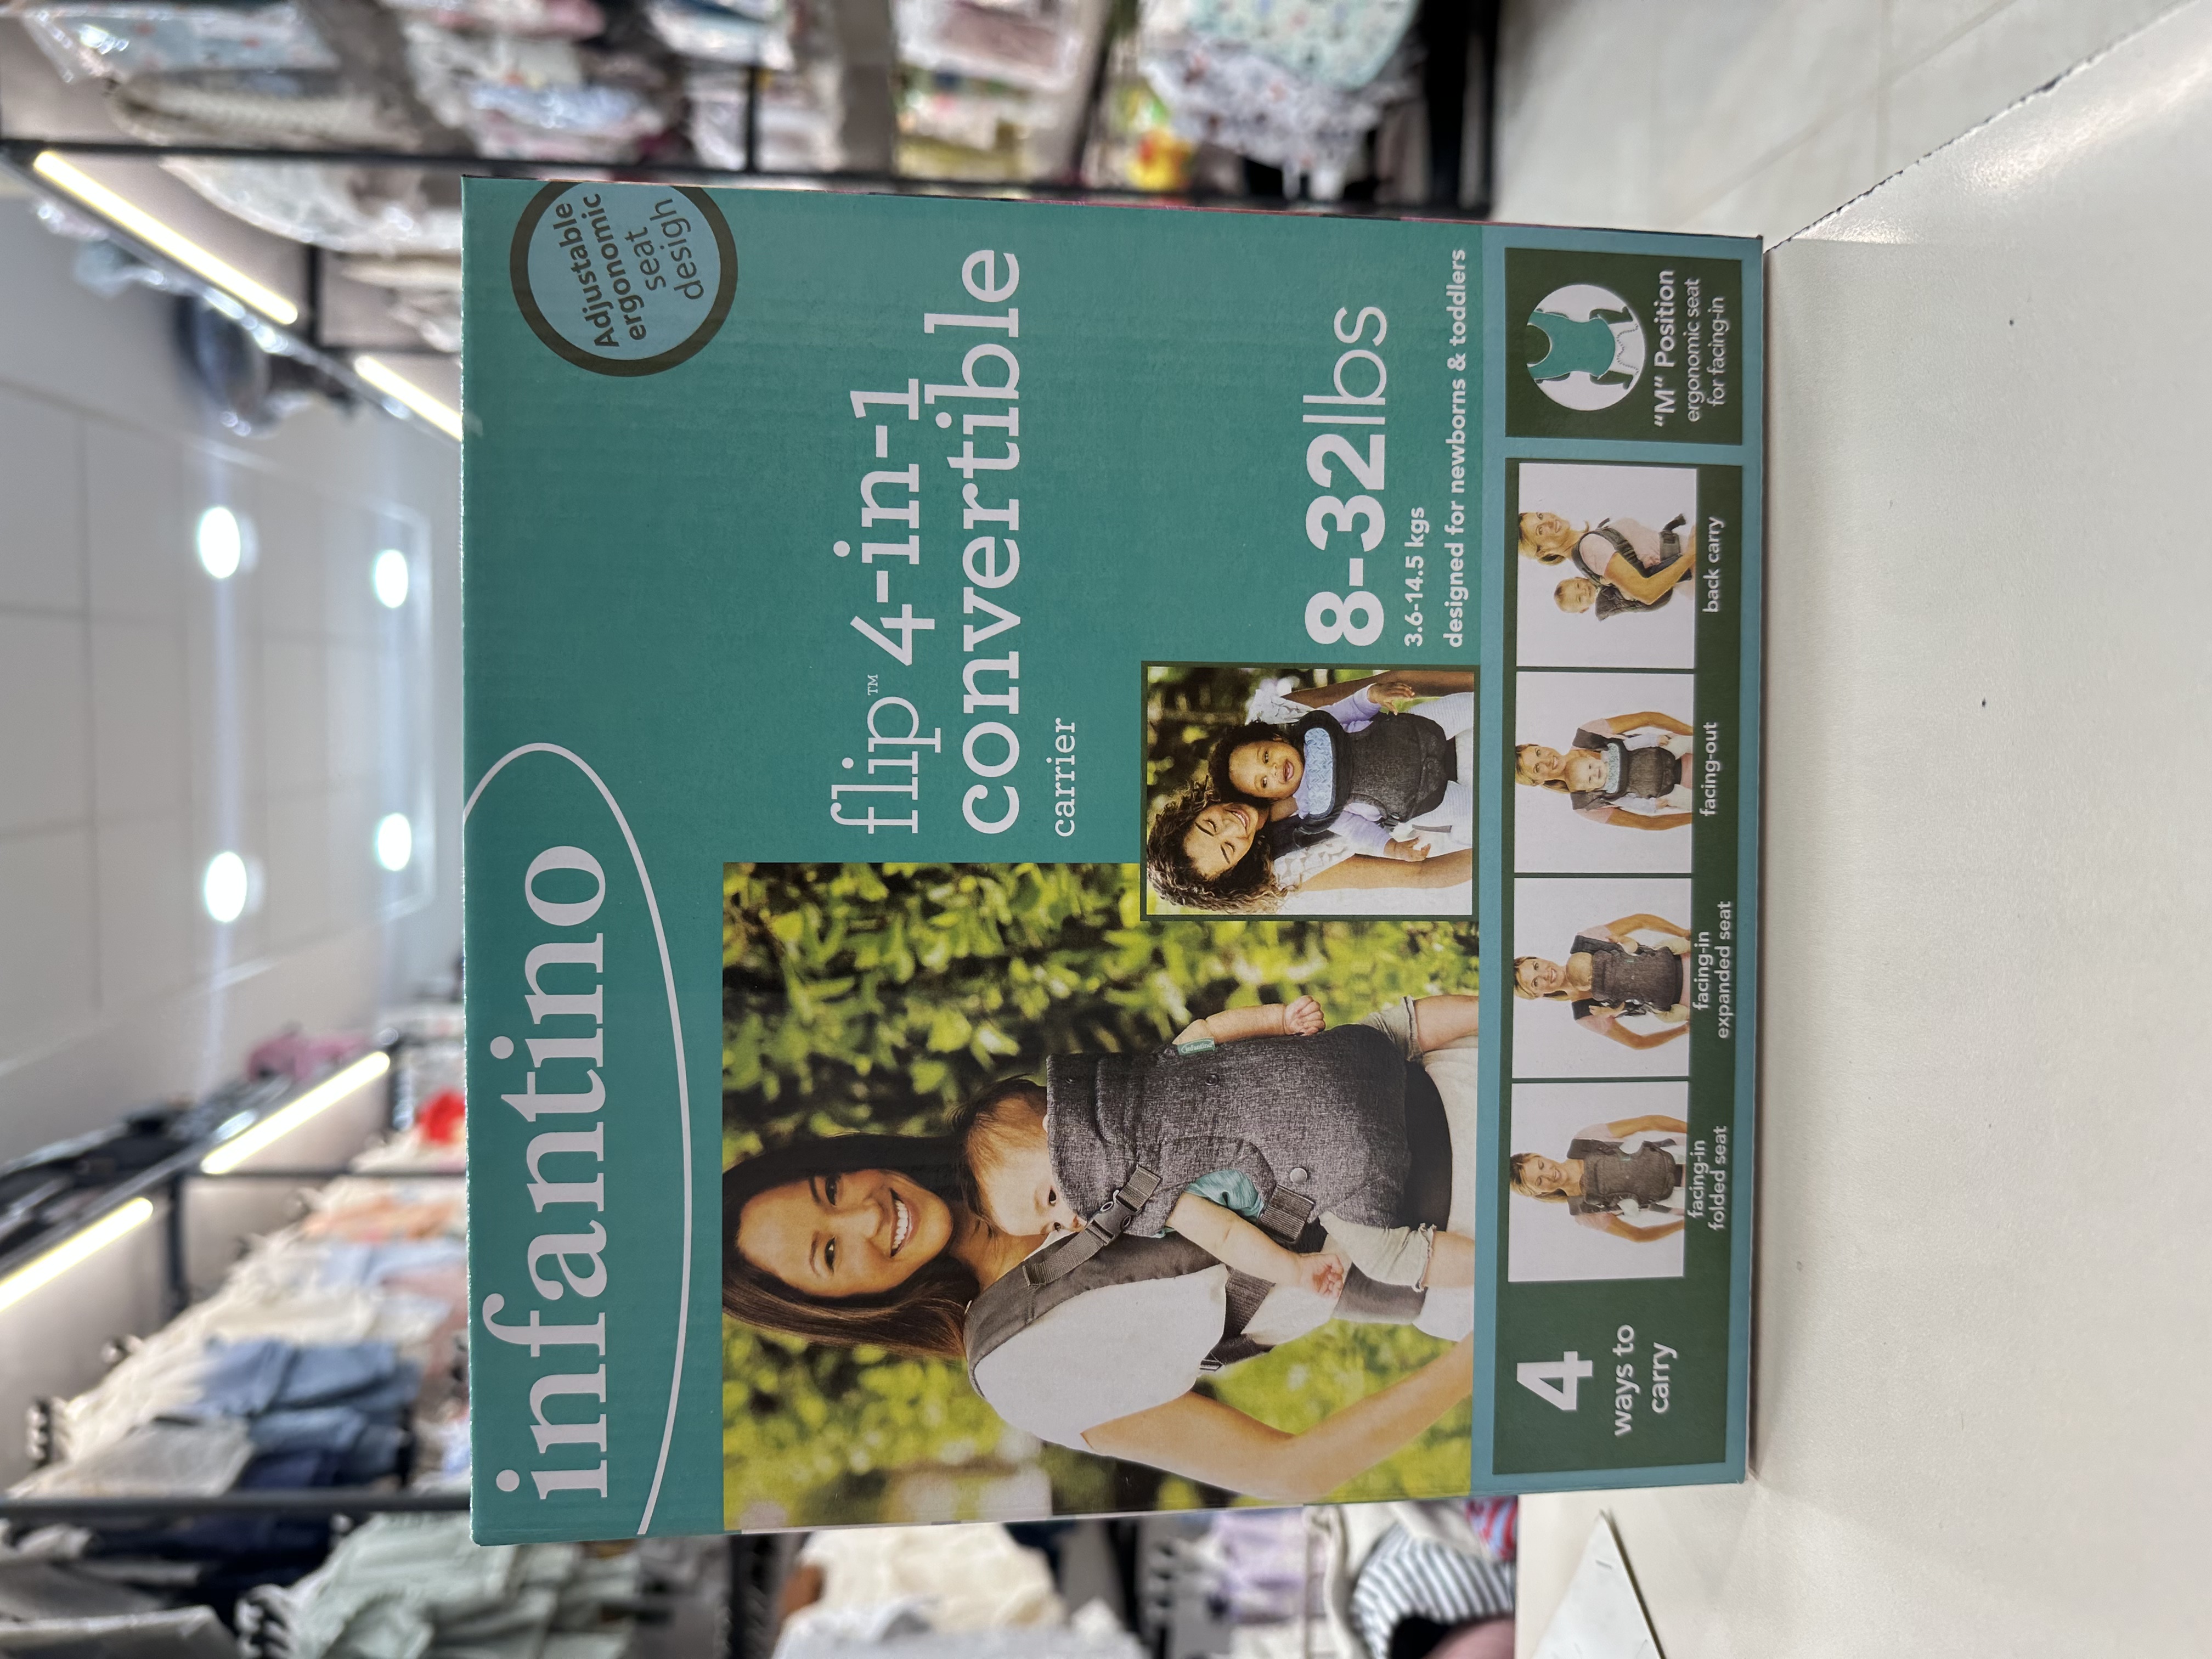 infantino
Adjustable
ergonomic
seat
design
flip™ 4-in-1
convertible
carrier
8-32lbs
3.6-14.5 kgs
designed for newborns & toddlers
4
ways to
carry
facing-in
folded seat
facing-in
expanded seat
facing-out
back carry
"M" Position
ergonomic seat
for facing-in